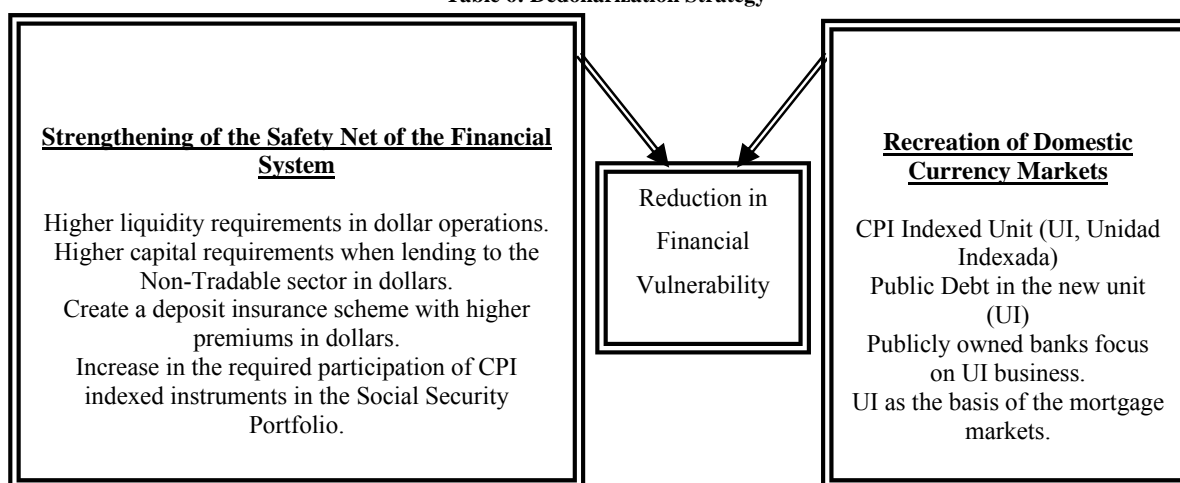 Strengthening of the Safety Net of the Financial
System
Higher liquidity requirements in dollar operations.
Higher capital requirements when lending to the
Non-Tradable sector in dollars.
Create a deposit insurance scheme with higher
premiums in dollars.
Increase in the required participation of CPI
indexed instruments in the Social Security
Portfolio.
Reduction in
Financial
Vulnerability
Recreation of Domestic
Currency Markets
CPI Indexed Unit (UI, Unidad
Indexada)
Public Debt in the new unit
(UI)
Publicly owned banks focus
on UI business.
UI as the basis of the mortgage
markets.